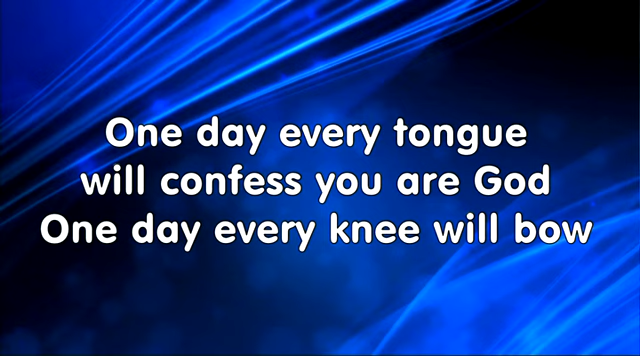 One day every tongue
will confess you are God
One day every knee will bow